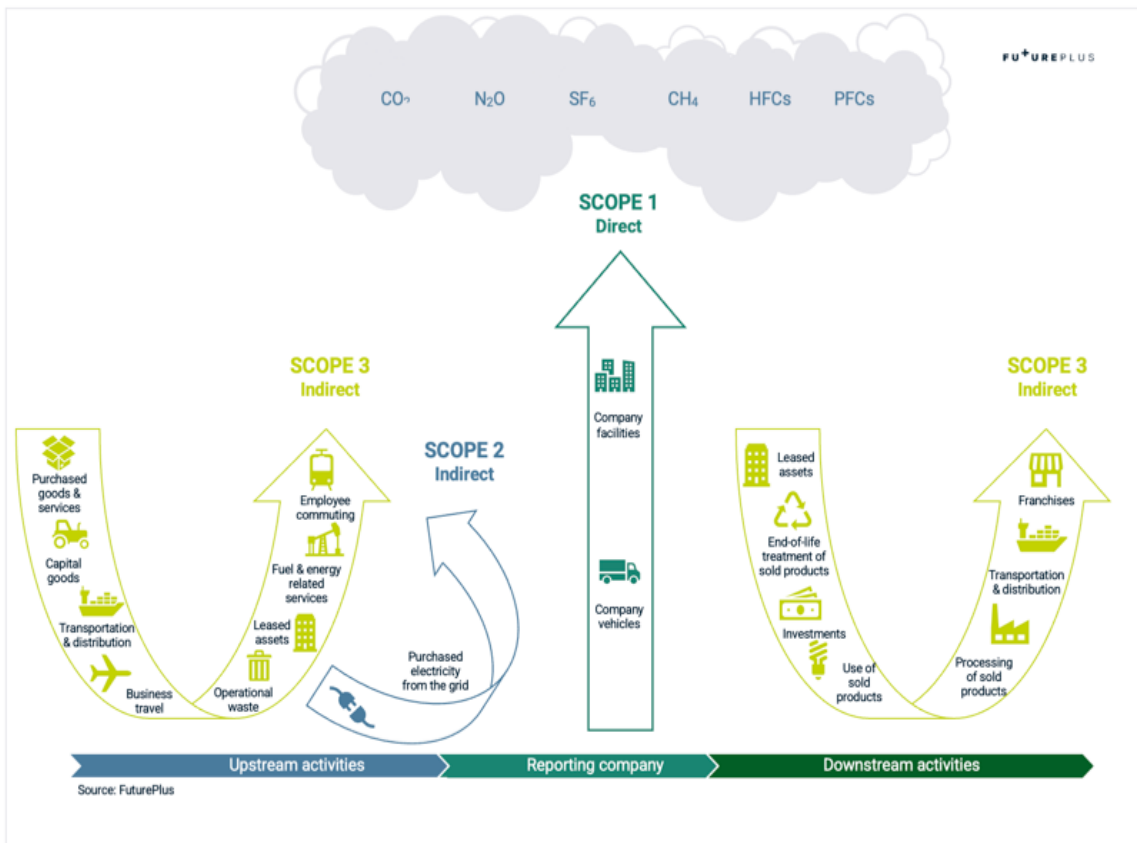 FU+UREPLUS
CO₂
N₂O
SF₆
CH₄
HFCs
PFCs
SCOPE 1
Direct
Company
facilities
Company
vehicles
SCOPE 3
Indirect
Purchased
goods &
services
Capital
goods
Transportation
& distribution
Business
travel
Operational
waste
Leased
assets
Fuel & energy
related
services
Employee
commuting
SCOPE 2
Indirect
Purchased
electricity
from the grid
SCOPE 3
Indirect
Leased
assets
End-of-life
treatment of
sold products
Investments
Use of
sold
products
Processing
of sold
products
Transportation
& distribution
Franchises
Upstream activities
Reporting company
Downstream activities
Source: FuturePlus